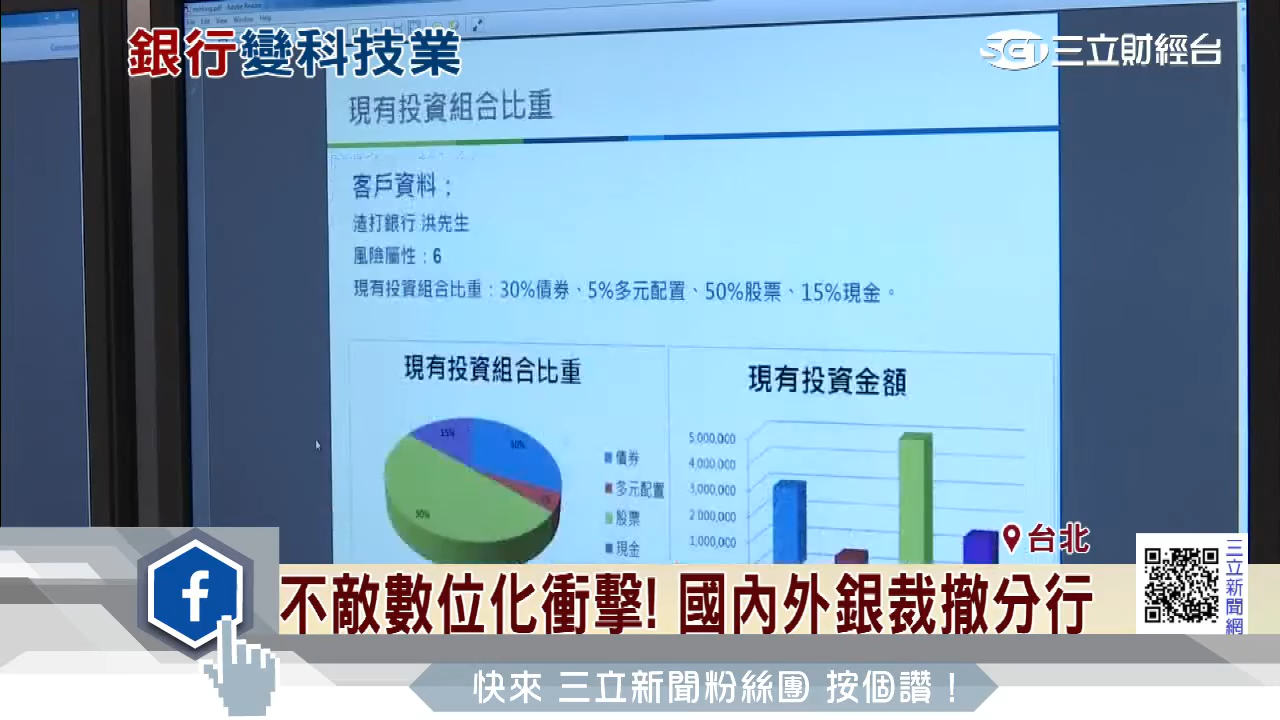 銀行變科技業
SET 三立財經台
現有投資組合比重
客戶資料：
渣打銀行 洪先生
風險屬性：6
現有投資組合比重：30%債券、5%多元配置、50%股票、15%現金。
現有投資組合比重
15%
30%
50%
債券
多元配置
股票
現金
現有投資金額
5,000,000
4,000,000
3,000,000
2,000,000
1,000,000
台北
不敵數位化衝擊! 國內外銀裁撤分行
三立新聞網
快來 三立新聞粉絲團 按個讚！